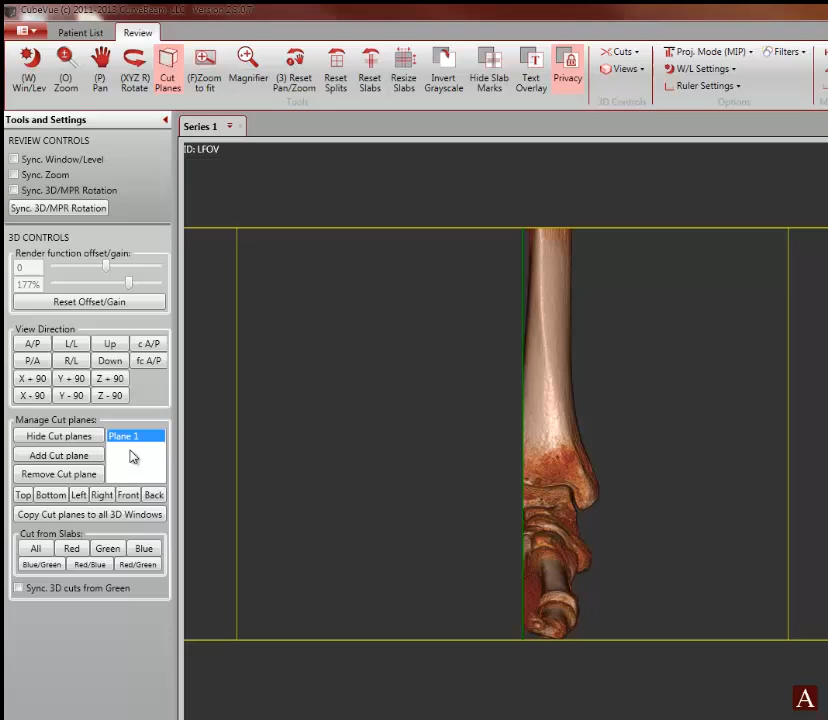 CubeVue (c) 2011-2013 CurveBeam, LLC Version 2.8.0.7
Patient List Review
(W) Win/Lev
(O) Zoom
(P) Pan
(XYZ R) Rotate
Cut Planes
(F)Zoom to fit
Magnifier
(3) Reset Pan/Zoom
Reset Splits
Reset Slabs
Resize Slabs
Invert Grayscale
Hide Slab Marks
Text Overlay
Privacy
Tools
Cuts
Views
3D Controls
Proj. Mode (MIP) Filters
W/L Settings
Ruler Settings
Options
Tools and Settings
Series 1
REVIEW CONTROLS
Sync. Window/Level
Sync. Zoom
Sync. 3D/MPR Rotation
Sync. 3D/MPR Rotation
3D CONTROLS
Render function offset/gain:
0
177%
Reset Offset/Gain
View Direction
A/P L/L Up c A/P
P/A R/L Down fc A/P
X + 90 Y + 90 Z + 90
X - 90 Y - 90 Z - 90
Manage Cut planes:
Hide Cut planes Plane 1
Add Cut plane
Remove Cut plane
Top Bottom Left Right Front Back
Copy Cut planes to all 3D Windows
Cut from Slabs:
All Red Green Blue
Blue/Green Red/Blue Red/Green
Sync. 3D cuts from Green
ID: LFOV
A